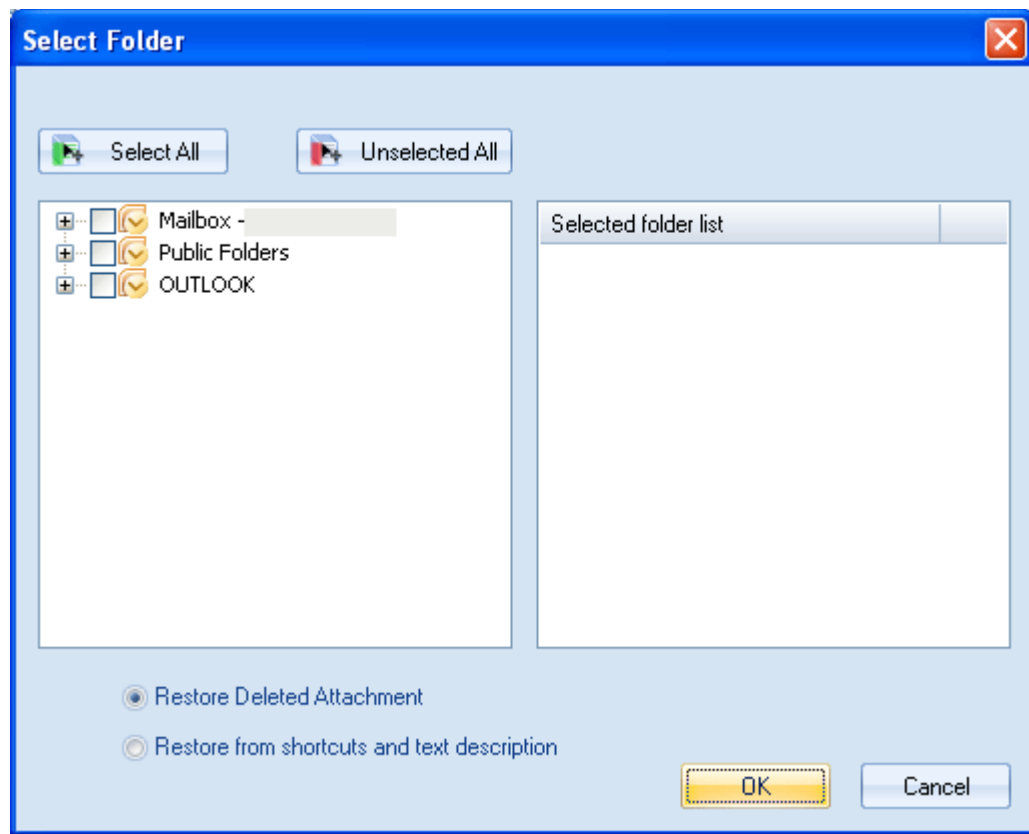 Select Folder
Select All
Unselected All
Mailbox -
Public Folders
OUTLOOK
Selected folder list
Restore Deleted Attachment
Restore from shortcuts and text description
OK
Cancel